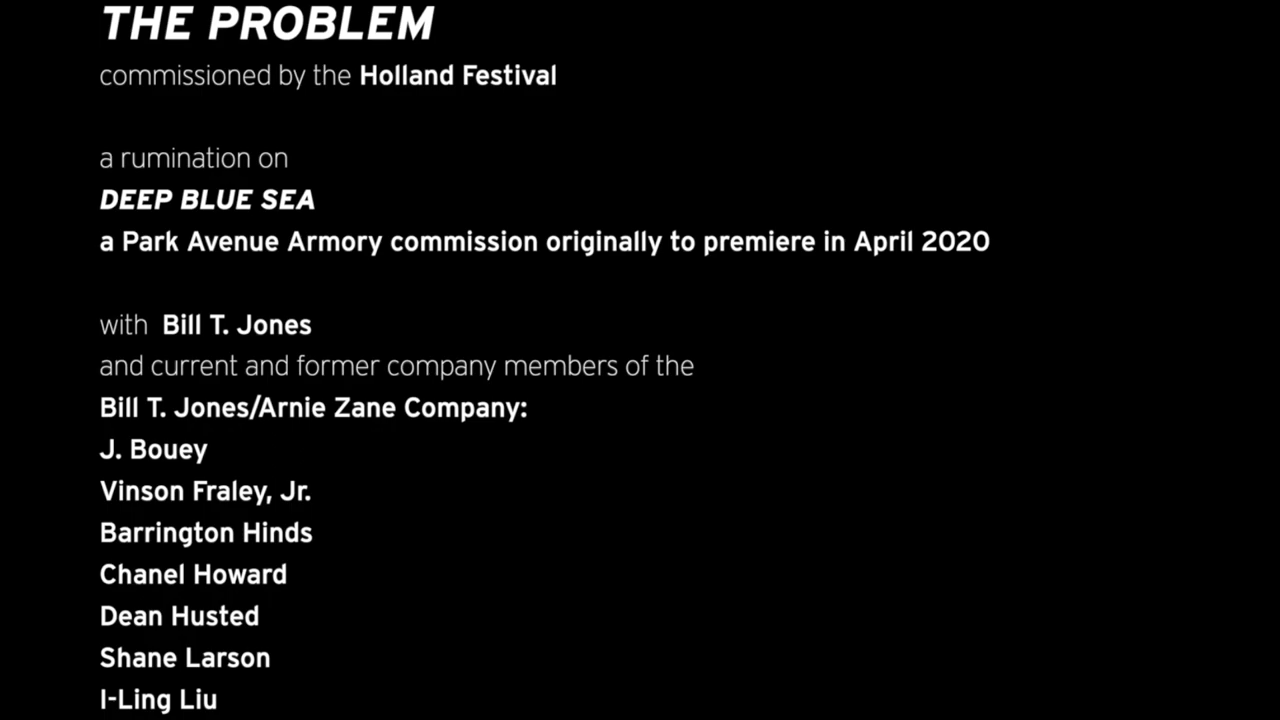 THE PROBLEM
commissioned by the Holland Festival
a rumination on
DEEP BLUE SEA
a Park Avenue Armory commission originally to premiere in April 2020
with Bill T. Jones
and current and former company members of the
Bill T. Jones/Arnie Zane Company:
J. Bouey
Vinson Fraley, Jr.
Barrington Hinds
Chanel Howard
Dean Husted
Shane Larson
I-Ling Liu